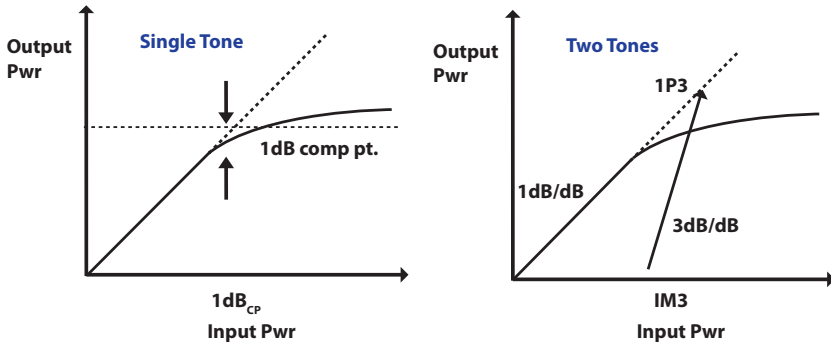 Single Tone
Output
Pwr
1dB comp pt.
1dBCP
Input Pwr
Two Tones
Output
Pwr
1P3
1dB/dB
3dB/dB
IM3
Input Pwr